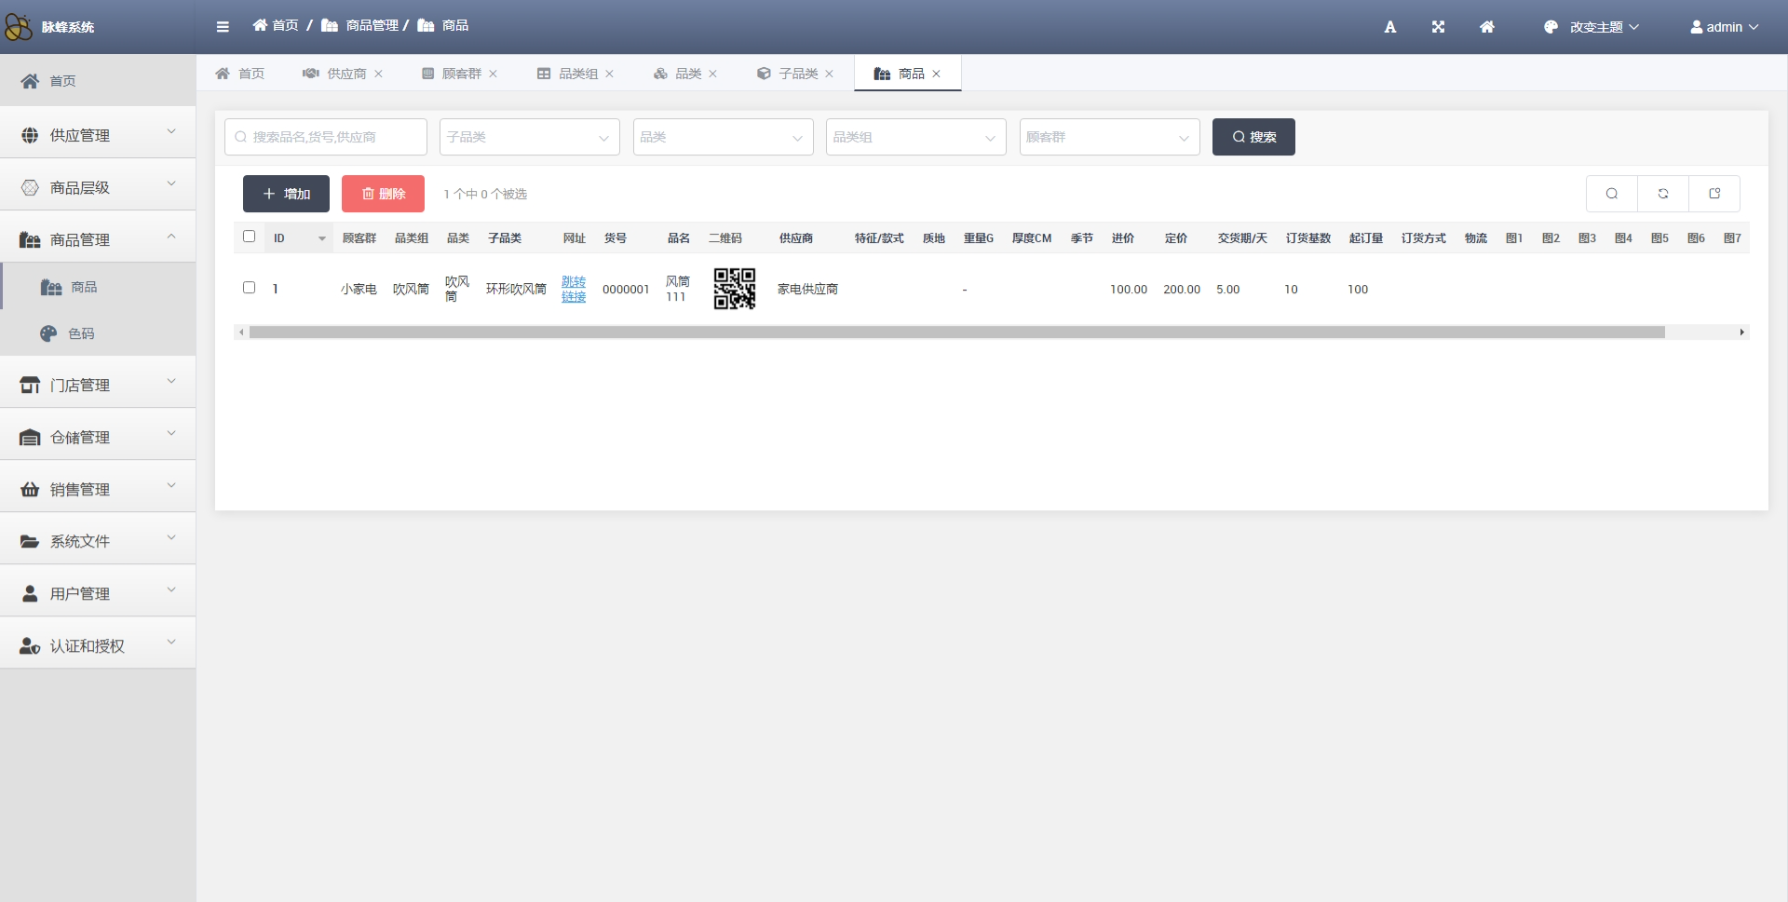 脉蜂系统
首页 / 商品管理 / 商品
A
改变主题
admin
首页
供应管理
商品层级
商品管理
商品
色码
门店管理
仓储管理
销售管理
系统文件
用户管理
认证和授权
首页 供应商 × 顾客群 × 品类组 × 品类 × 子品类 × 商品 ×
搜索品名,货号,供应商 子品类 品类 品类组 顾客群 搜索
+ 增加 删除 1 个中 0 个被选
ID 顾客群 品类组 品类 子品类 网址 货号 品名 二维码 供应商 特征/款式 质地 重量G 厚度CM 季节 进价 定价 交货期/天 订货基数 起订量 订货方式 物流 图1 图2 图3 图4 图5 图6 图7
1 小家电 吹风筒 吹风筒 环形吹风筒 跳转链接 0000001 风筒111 家电供应商 - 100.00 200.00 5.00 10 100